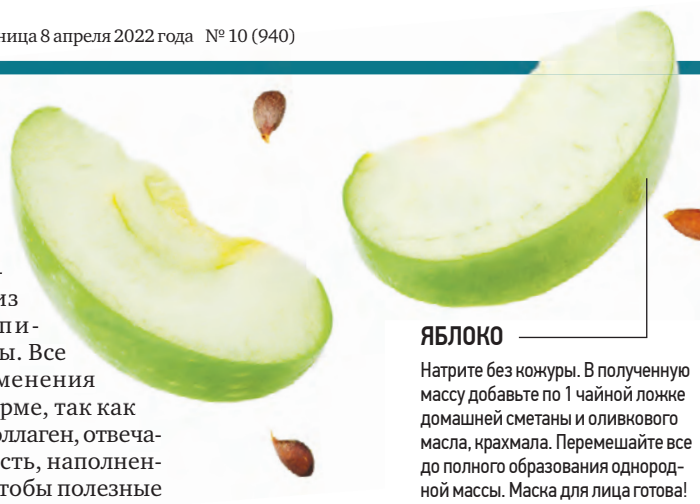 ница 8 апреля 2022 года № 10 (940)
-
из
пи-
ы. Все
менения
рме, так как
оллаген, отвеча-
сть, наполнен-
тобы полезные
ЯБЛОКО
Натрите без кожуры. В полученную
массу добавьте по 1 чайной ложке
домашней сметаны и оливкового
масла, крахмала. Перемешайте все
до полного образования однород-
ной массы. Маска для лица готова!